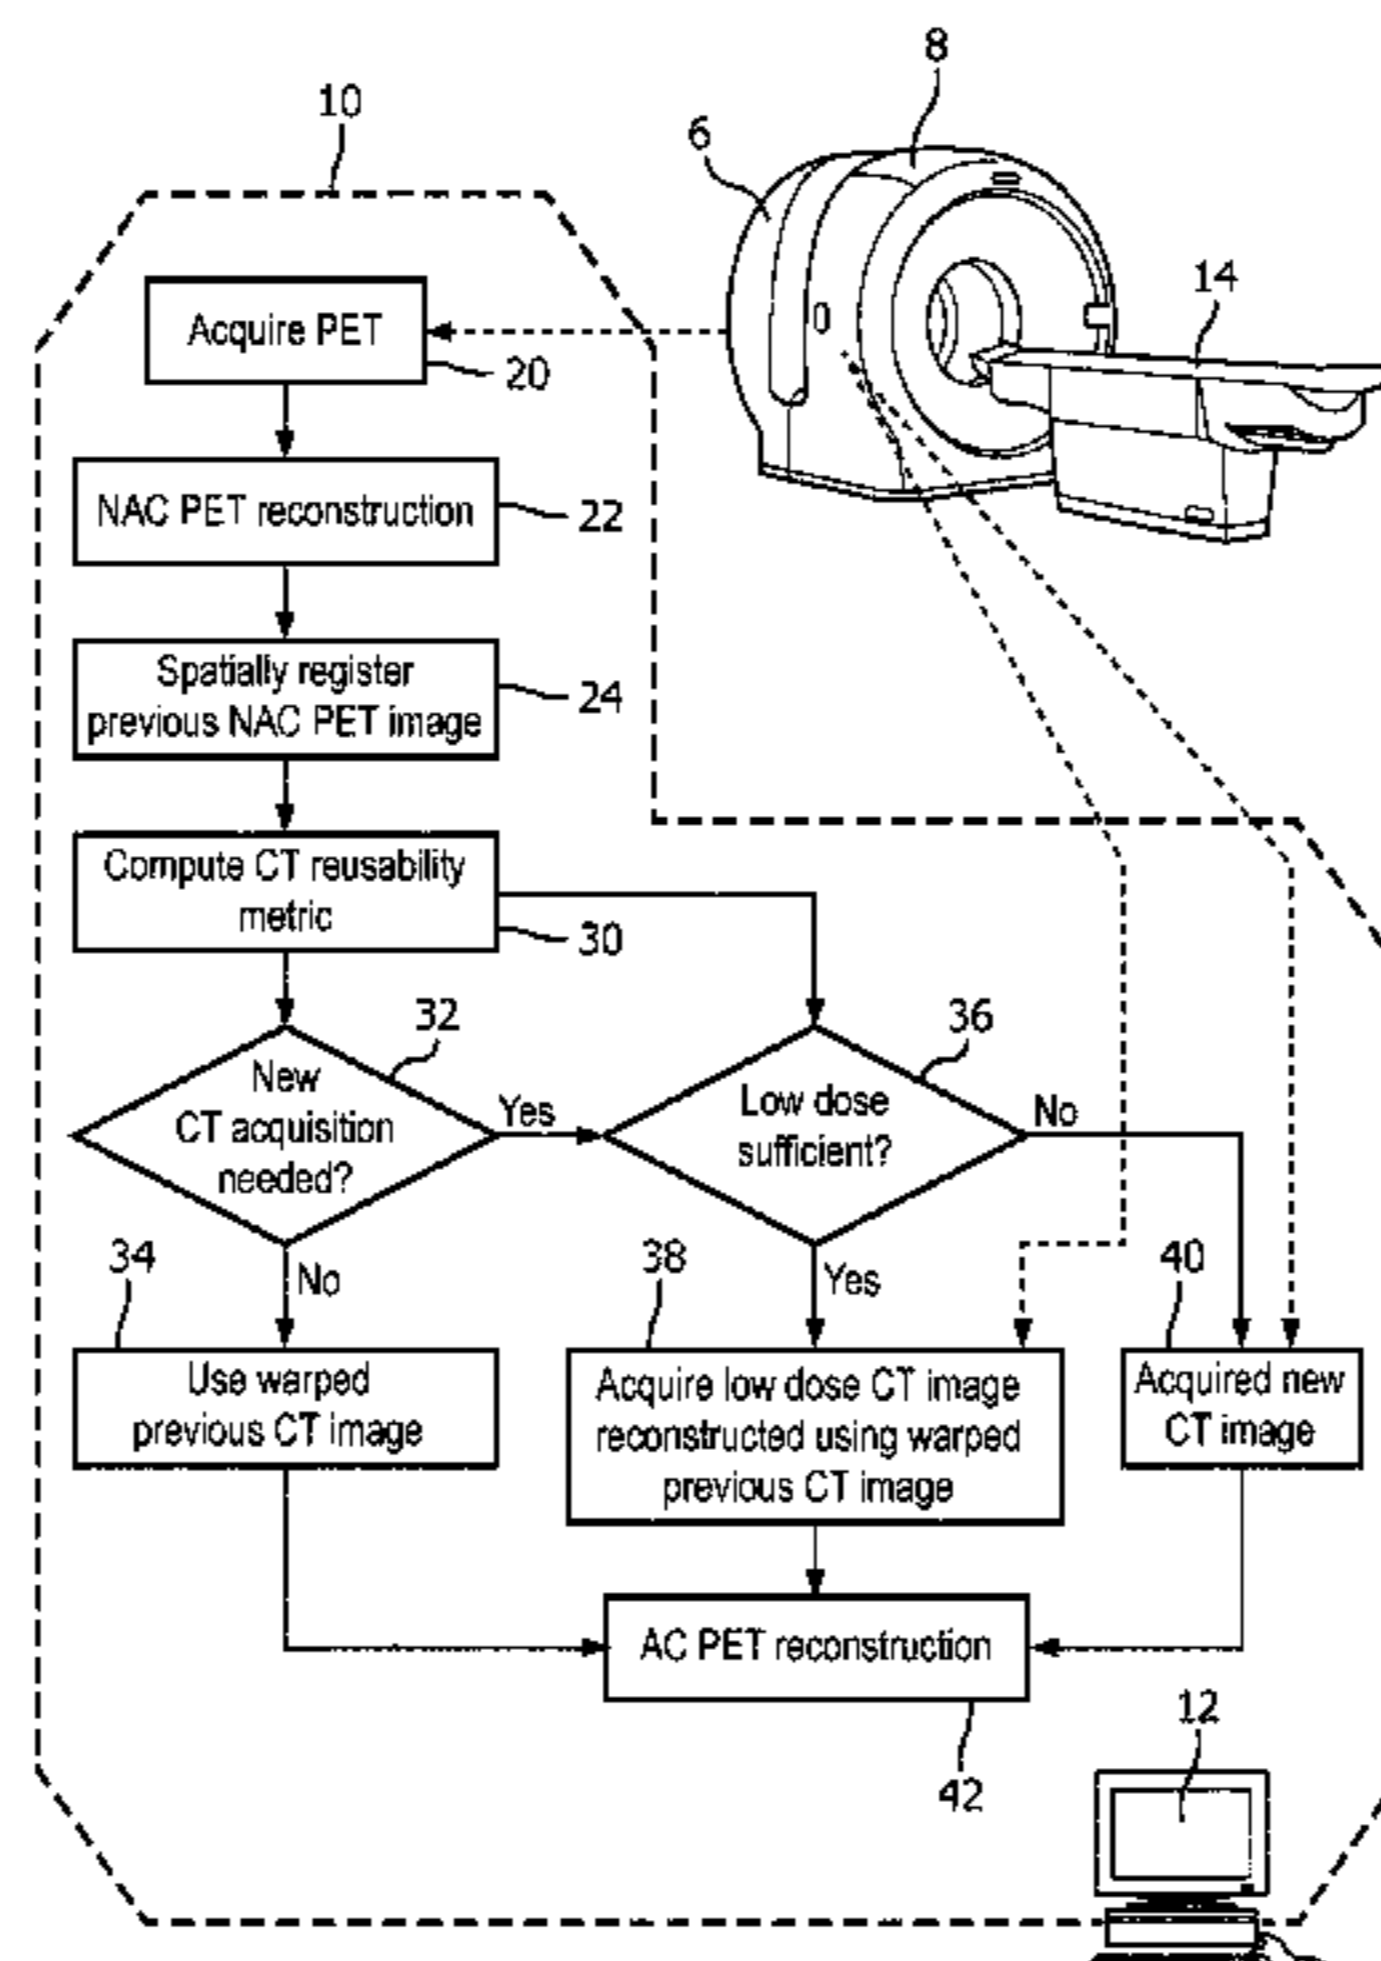 8
10
6
14
Acquire PET
20
NAC PET reconstruction
22
Spatially register
previous NAC PET image
24
Compute CT reusability
metric
30
32
36
New
CT acquisition
needed?
Yes
Low dose
sufficient?
No
34
No
38
Yes
40
Use warped
previous CT image
Acquire low dose CT image
reconstructed using warped
previous CT image
Acquired new
CT image
AC PET reconstruction
42
12